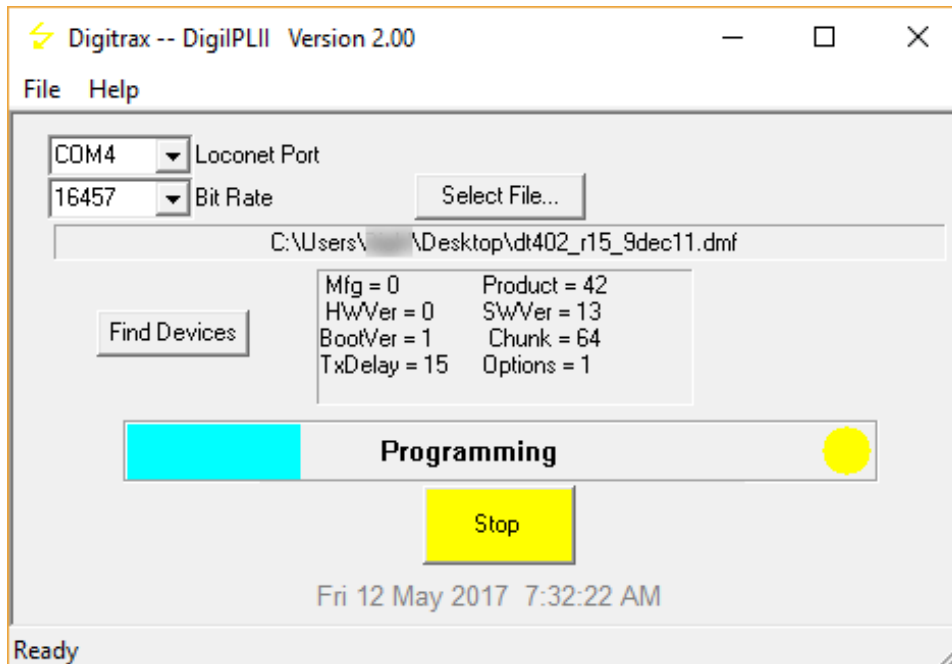 Digitrax -- DigiIPLII Version 2.00
File Help
COM4 Loconet Port
16457 Bit Rate Select File...
C:\Users\ \Desktop\dt402_r15_9dec11.dmf
Mfg = 0 Product = 42
HWVer = 0 SWVer = 13
Find Devices
BootVer = 1 Chunk = 64
TxDelay = 15 Options = 1
Programming
Stop
Fri 12 May 2017 7:32:22 AM
Ready